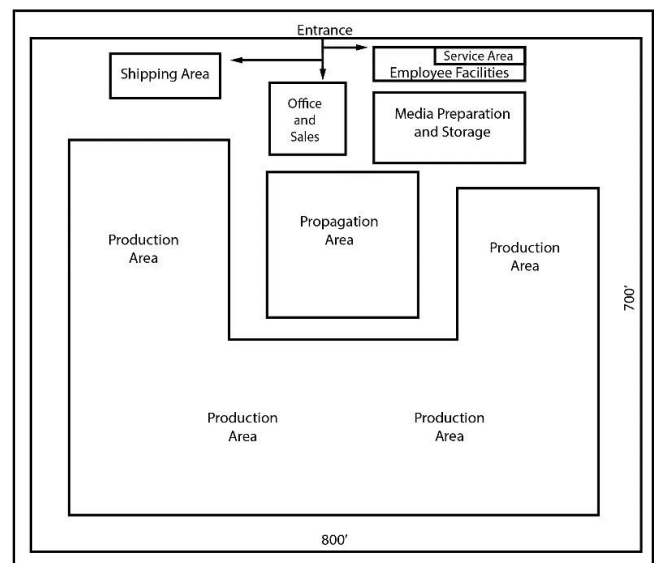 Entrance
Service Area
Employee Facilities
Shipping Area
Office
and
Sales
Media Preparation
and Storage
Propagation
Area
Production
Area
Production
Area
700'
Production
Area
Production
Area
800'